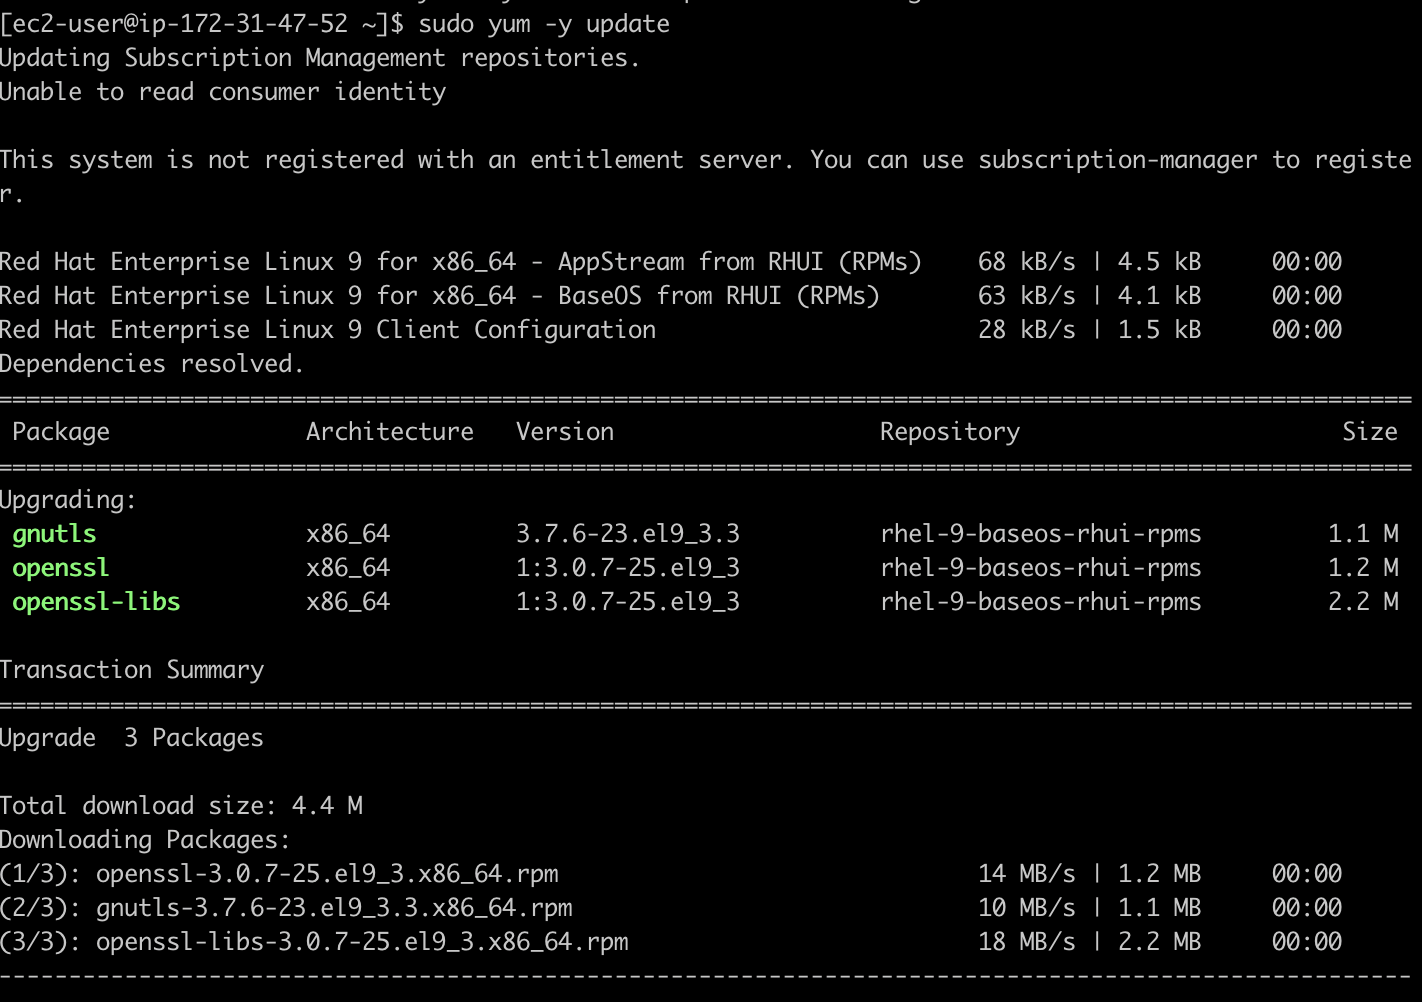 [ec2-user@ip-172-31-47-52 ~]$ sudo yum -y update
Updating Subscription Management repositories.
Unable to read consumer identity
This system is not registered with an entitlement server. You can use subscription-manager to registe
r.
Red Hat Enterprise Linux 9 for x86_64 - AppStream from RHUI (RPMs)    68 kB/s | 4.5 kB     00:00
Red Hat Enterprise Linux 9 for x86_64 - BaseOS from RHUI (RPMs)       63 kB/s | 4.1 kB     00:00
Red Hat Enterprise Linux 9 Client Configuration                       28 kB/s | 1.5 kB     00:00
Dependencies resolved.
Package              Architecture   Version                   Repository                       Size
Upgrading:
gnutls               x86_64         3.7.6-23.el9_3.3          rhel-9-baseos-rhui-rpms         1.1 M
openssl              x86_64         1:3.0.7-25.el9_3          rhel-9-baseos-rhui-rpms         1.2 M
openssl-libs         x86_64         1:3.0.7-25.el9_3          rhel-9-baseos-rhui-rpms         2.2 M
Transaction Summary
Upgrade  3 Packages
Total download size: 4.4 M
Downloading Packages:
(1/3): openssl-3.0.7-25.el9_3.x86_64.rpm                              14 MB/s | 1.2 MB     00:00
(2/3): gnutls-3.7.6-23.el9_3.3.x86_64.rpm                             10 MB/s | 1.1 MB     00:00
(3/3): openssl-libs-3.0.7-25.el9_3.x86_64.rpm                         18 MB/s | 2.2 MB     00:00